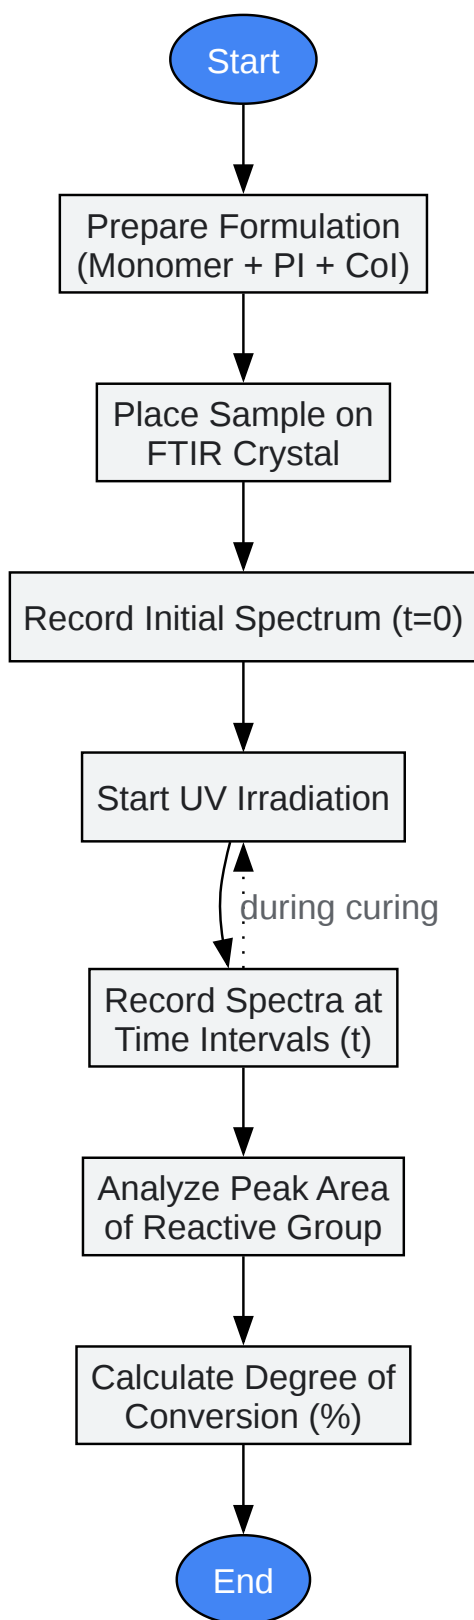 Start
Prepare Formulation
(Monomer + PI + CoI)
Place Sample on
FTIR Crystal
Record Initial Spectrum (t=0)
Start UV Irradiation
during curing
Record Spectra at
Time Intervals (t)
Analyze Peak Area
of Reactive Group
Calculate Degree of
Conversion (%)
End